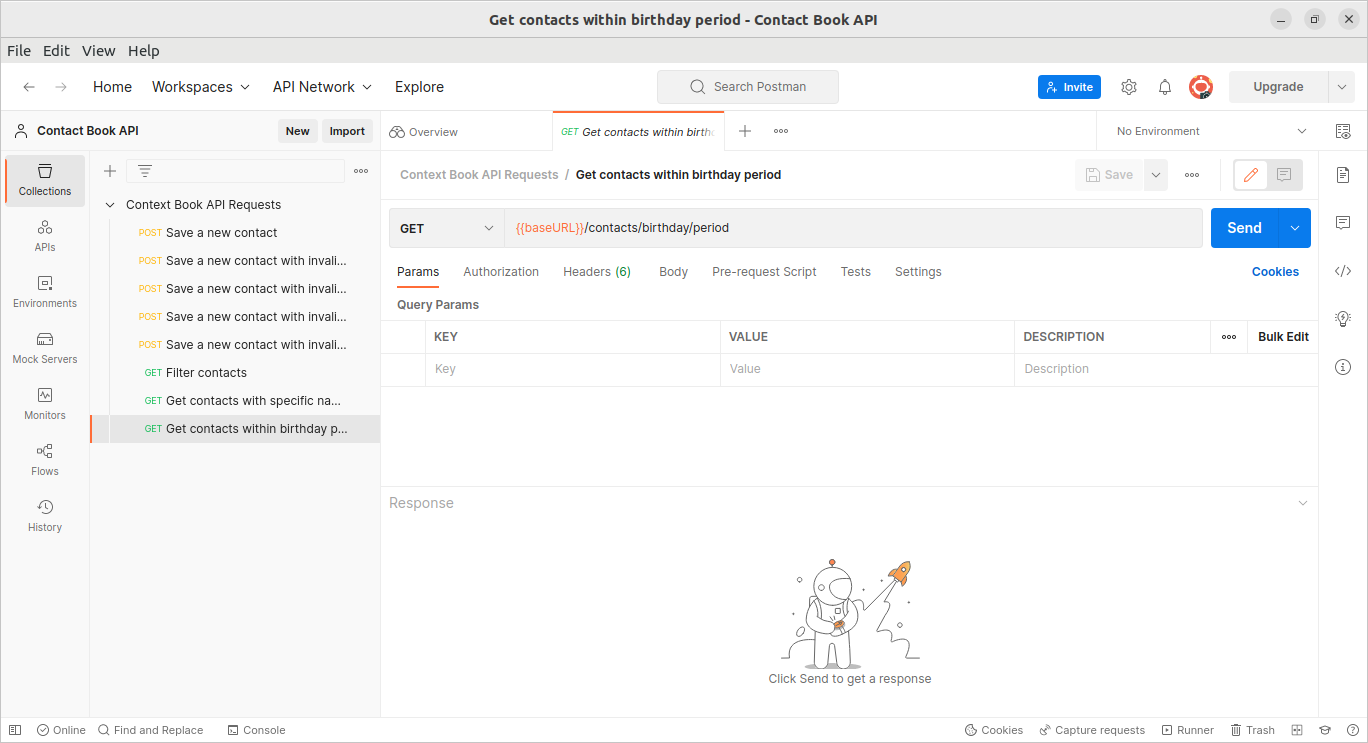 Get contacts within birthday period - Contact Book API
File Edit View Help
Home Workspaces API Network Explore Search Postman Invite Upgrade
Contact Book API New Import
Overview GET Get contacts within birth No Environment
Collections
APIs
Environments
Mock Servers
Monitors
Flows
History
Context Book API Requests
POST Save a new contact
POST Save a new contact with invali...
POST Save a new contact with invali...
POST Save a new contact with invali...
POST Save a new contact with invali...
GET Filter contacts
GET Get contacts with specific na...
GET Get contacts within birthday p...
Context Book API Requests / Get contacts within birthday period Save
GET {{baseURL}}/contacts/birthday/period Send
Params Authorization Headers (6) Body Pre-request Script Tests Settings Cookies
Query Params
KEY VALUE DESCRIPTION Bulk Edit
Key Value Description
Response
Click Send to get a response
Online Find and Replace Console Cookies Capture requests Runner Trash